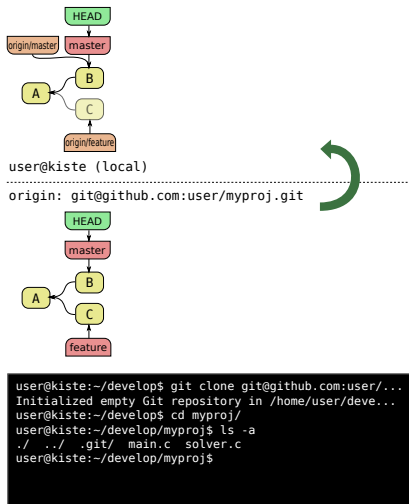 HEAD
origin/master master
B
A
C
origin/feature
user@kiste (local)
origin: git@github.com:user/myproj.git
HEAD
master
B
A
C
feature
user@kiste:~/develop$ git clone git@github.com:user/...
Initialized empty Git repository in /home/user/deve...
user@kiste:~/develop$ cd myproj/
user@kiste:~/develop/myproj$ ls -a
./  ../  .git/  main.c  solver.c
user@kiste:~/develop/myproj$